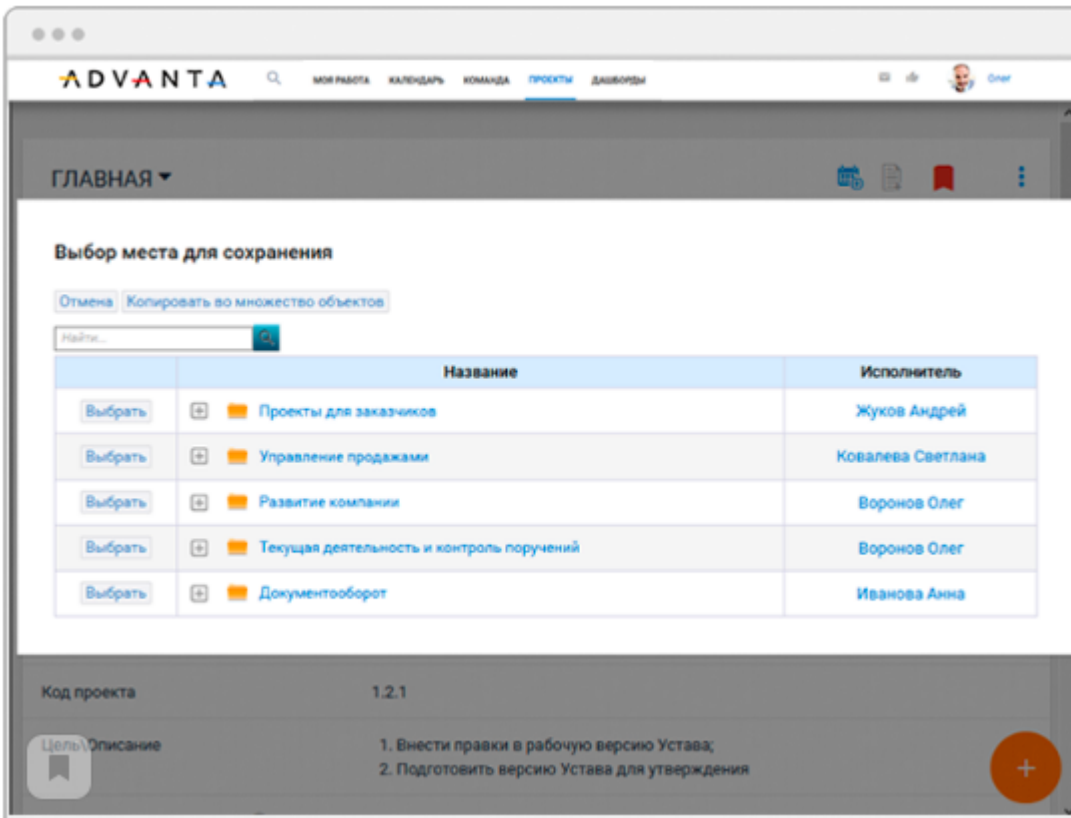 ADVANTA МОЯ РАБОТА КАЛЕНДАРЬ КОМАНДА ПРОЕКТЫ ДАШБОРДЫ Олег
ГЛАВНАЯ
Выбор места для сохранения
Отмена Копировать во множество объектов
Найти...
Название Исполнитель
Выбрать Проекты для заказчиков Жуков Андрей
Выбрать Управление продажами Ковалева Светлана
Выбрать Развитие компании Воронов Олег
Выбрать Текущая деятельность и контроль поручений Воронов Олег
Выбрать Документооборот Иванова Анна
Код проекта 1.2.1
Цель\Описание 1. Внести правки в рабочую версию Устава;
2. Подготовить версию Устава для утверждения